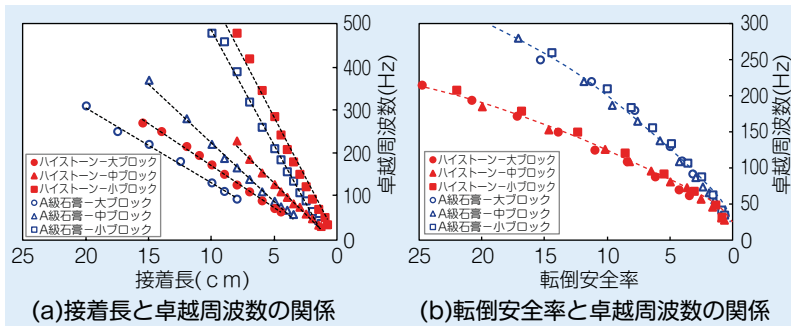 500
400
300
200
100
0
卓越周波数(Hz)
ハイストーン−大ブロック
ハイストーン−中ブロック
ハイストーン−小ブロック
A級石膏−大ブロック
A級石膏−中ブロック
A級石膏−小ブロック
25 20 15 10 5 0
接着長(cm)
(a)接着長と卓越周波数の関係
300
250
200
150
100
50
0
卓越周波数(Hz)
ハイストーン−大ブロック
ハイストーン−中ブロック
ハイストーン−小ブロック
A級石膏−大ブロック
A級石膏−中ブロック
A級石膏−小ブロック
25 20 15 10 5 0
転倒安全率
(b)転倒安全率と卓越周波数の関係